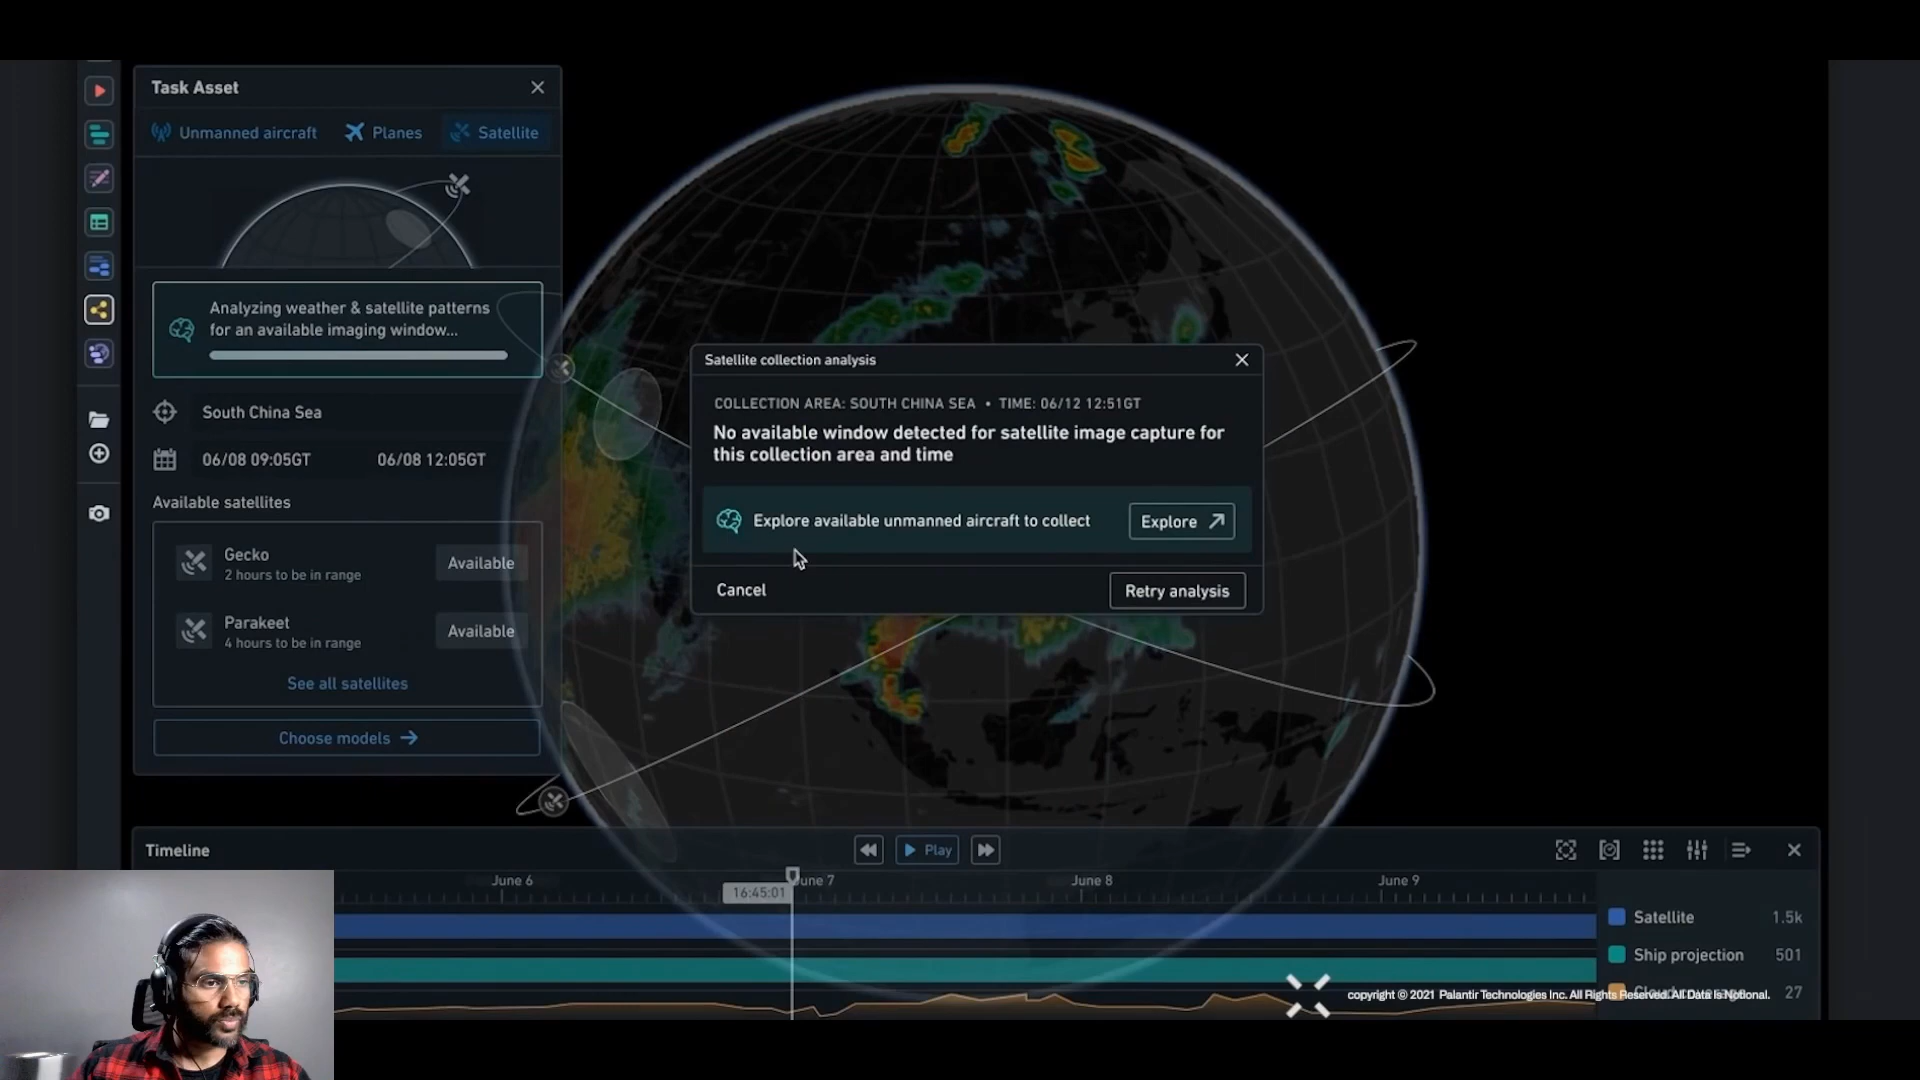 Task Asset
Unmanned aircraft
Planes
Satellite
Analyzing weather & satellite patterns
for an available imaging window...
South China Sea
06/08 09:05GT
06/08 12:05GT
Available satellites
Gecko
2 hours to be in range
Available
Parakeet
4 hours to be in range
Available
See all satellites
Choose models
Satellite collection analysis
COLLECTION AREA: SOUTH CHINA SEA • TIME: 06/12 12:51GT
No available window detected for satellite image capture for
this collection area and time
Explore available unmanned aircraft to collect
Explore
Cancel
Retry analysis
Timeline
Play
June 6
June 7
June 8
June 9
16:45:01
Satellite 1.5k
Ship projection 501
27
copyright © 2021 Palantir Technologies Inc. All Rights Reserved. All Data Is Notional.